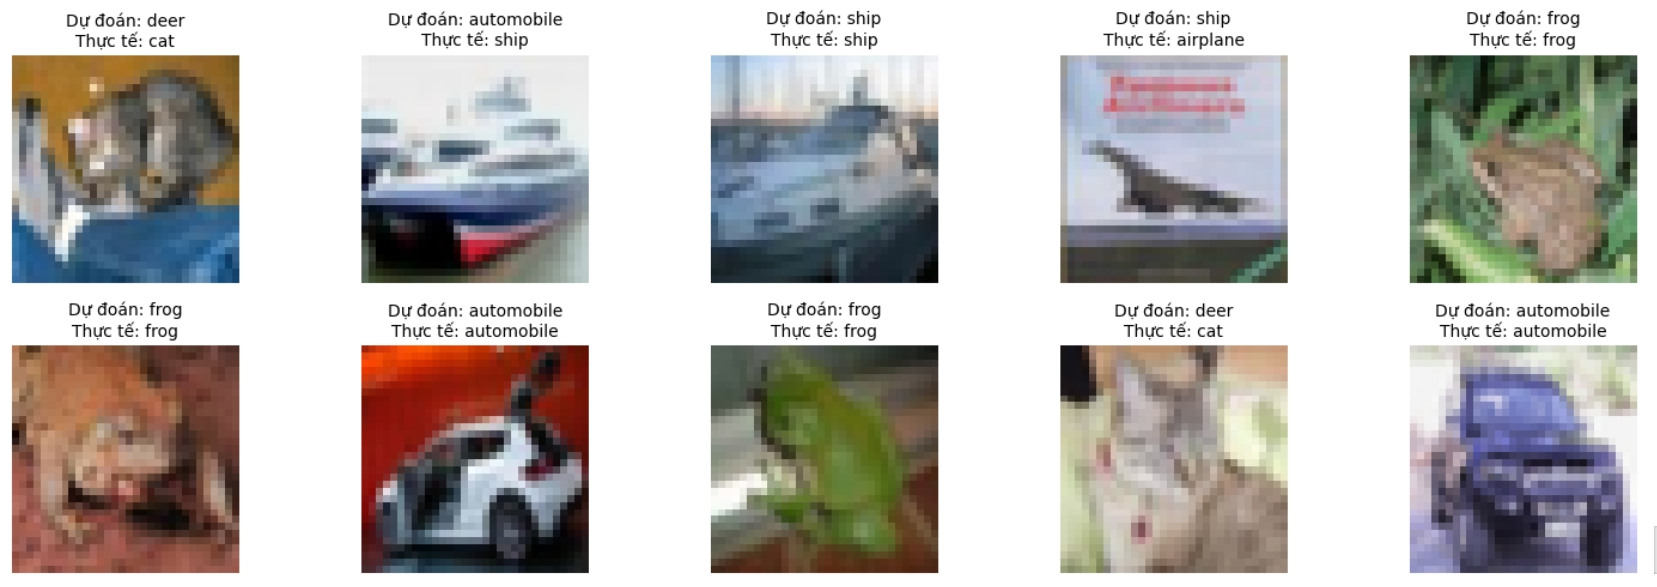 Dự đoán: deer
Thực tế: cat
Dự đoán: automobile
Thực tế: ship
Dự đoán: ship
Thực tế: ship
Dự đoán: ship
Thực tế: airplane
Dự đoán: frog
Thực tế: frog
Dự đoán: frog
Thực tế: frog
Dự đoán: automobile
Thực tế: automobile
Dự đoán: frog
Thực tế: frog
Dự đoán: deer
Thực tế: cat
Dự đoán: automobile
Thực tế: automobile